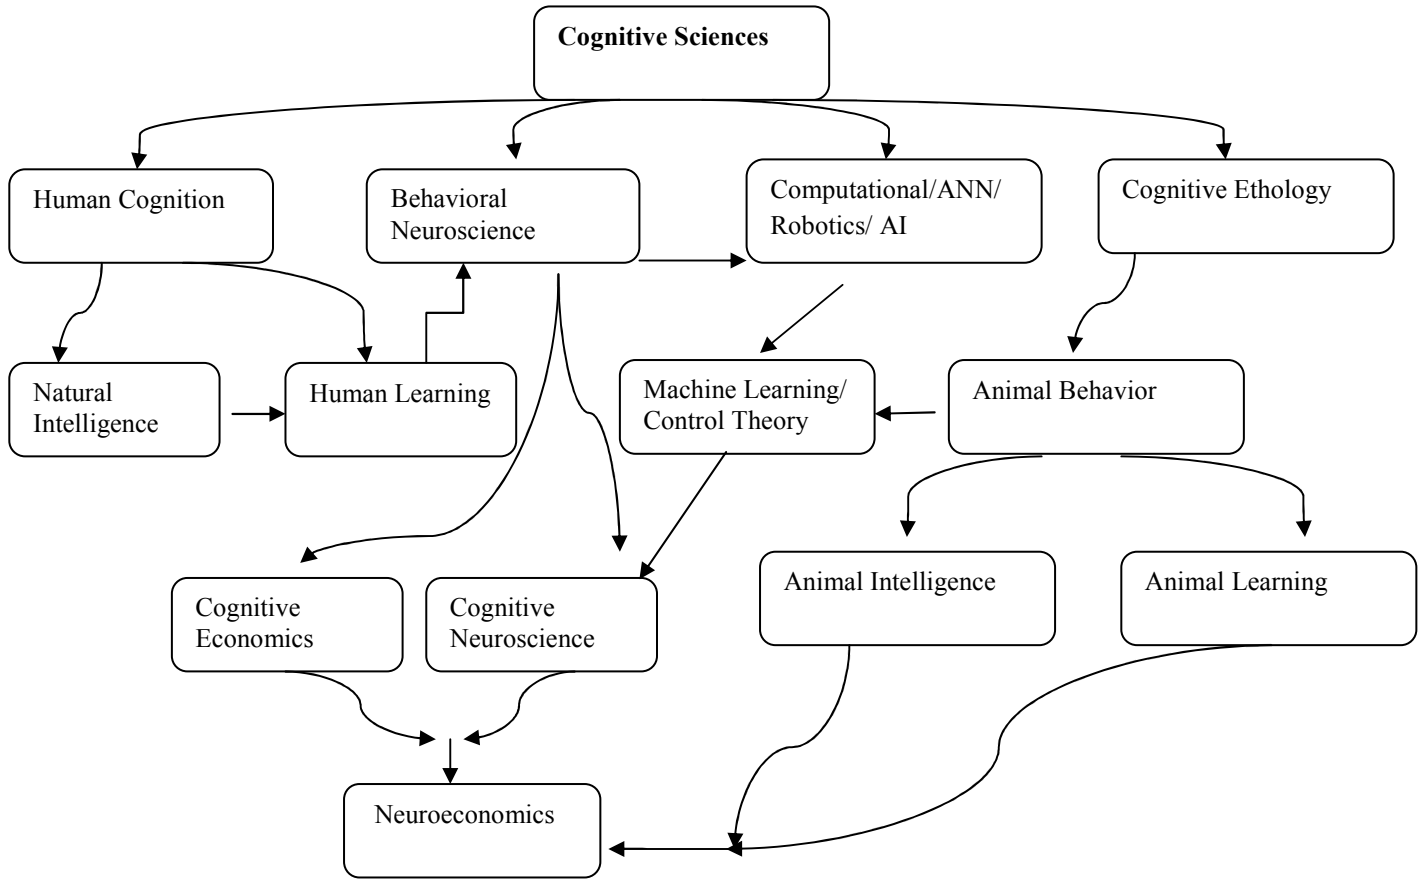 Cognitive Sciences
Human Cognition
Behavioral
Neuroscience
Computational/ANN/
Robotics/ AI
Cognitive Ethology
Natural
Intelligence
Human Learning
Machine Learning/
Control Theory
Animal Behavior
Cognitive
Economics
Cognitive
Neuroscience
Animal Intelligence
Animal Learning
Neuroeconomics